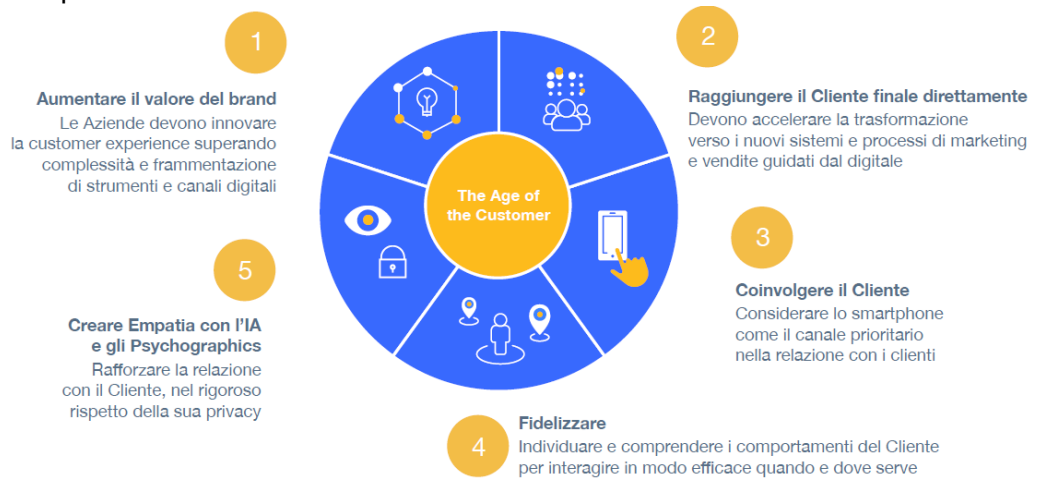 1
Aumentare il valore del brand
Le Aziende devono innovare
la customer experience superando
complessità e frammentazione
di strumenti e canali digitali
2
Raggiungere il Cliente finale direttamente
Devono accelerare la trasformazione
verso i nuovi sistemi e processi di marketing
e vendite guidati dal digitale
The Age of
the Customer
3
Coinvolgere il Cliente
Considerare lo smartphone
come il canale prioritario
nella relazione con i clienti
4
Fidelizzare
Individuare e comprendere i comportamenti del Cliente
per interagire in modo efficace quando e dove serve
5
Creare Empatia con l'IA
e gli Psychographics
Rafforzare la relazione
con il Cliente, nel rigoroso
rispetto della sua privacy